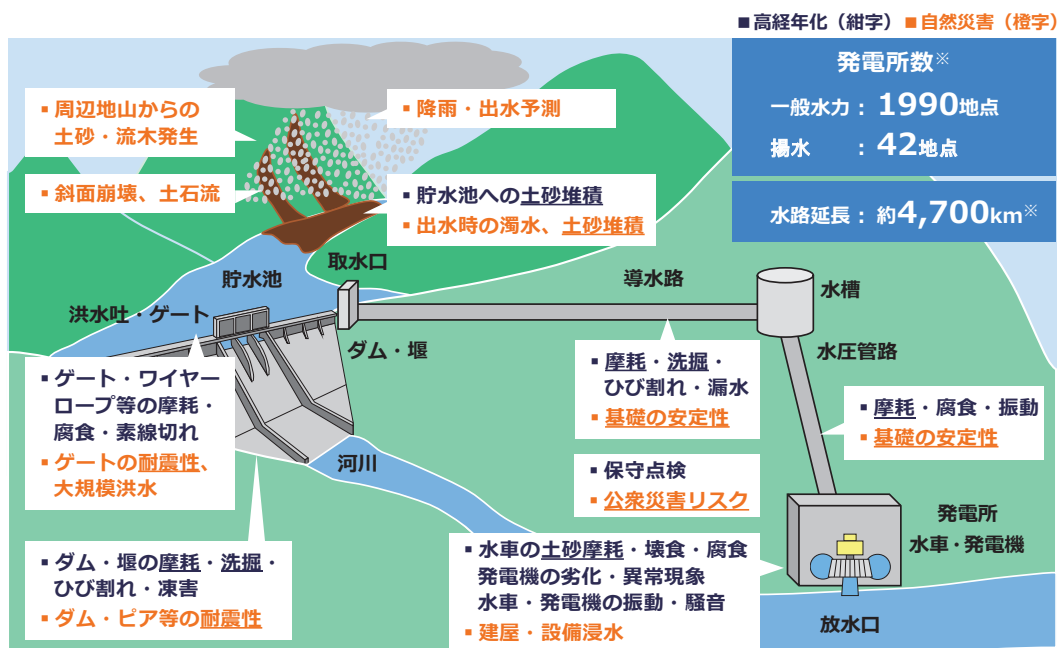 ■高経年化（紺字）■自然災害（橙字）
発電所数※
一般水力：1990地点
揚水　　：42地点
水路延長：約4,700km※
▪周辺地山からの
土砂・流木発生
▪降雨・出水予測
▪斜面崩壊、土石流
▪貯水池への土砂堆積
▪出水時の濁水、土砂堆積
取水口
貯水池
導水路
水槽
洪水吐・ゲート
ダム・堰
水圧管路
▪ゲート・ワイヤー
ロープ等の摩耗・
腐食・素線切れ
▪ゲートの耐震性、
大規模洪水
▪摩耗・洗掘・
ひび割れ・漏水
▪基礎の安定性
▪摩耗・腐食・振動
▪基礎の安定性
河川
▪保守点検
▪公衆災害リスク
発電所
水車・発電機
▪ダム・堰の摩耗・洗掘・
ひび割れ・凍害
▪ダム・ピア等の耐震性
▪水車の土砂摩耗・壊食・腐食
発電機の劣化・異常現象
水車・発電機の振動・騒音
▪建屋・設備浸水
放水口